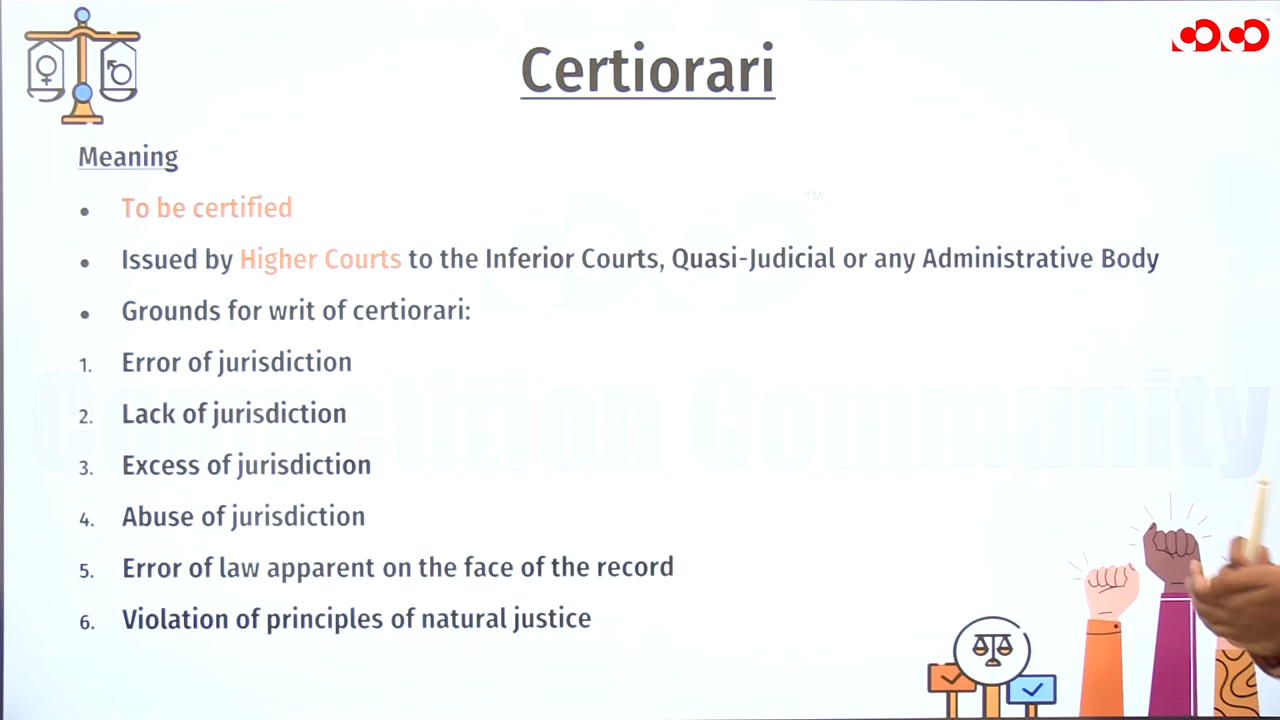 Certiorari
Meaning
• To be certified
• Issued by Higher Courts to the Inferior Courts, Quasi-Judicial or any Administrative Body
• Grounds for writ of certiorari:
1. Error of jurisdiction
2. Lack of jurisdiction
3. Excess of jurisdiction
4. Abuse of jurisdiction
5. Error of law apparent on the face of the record
6. Violation of principles of natural justice
TM
Competition Community